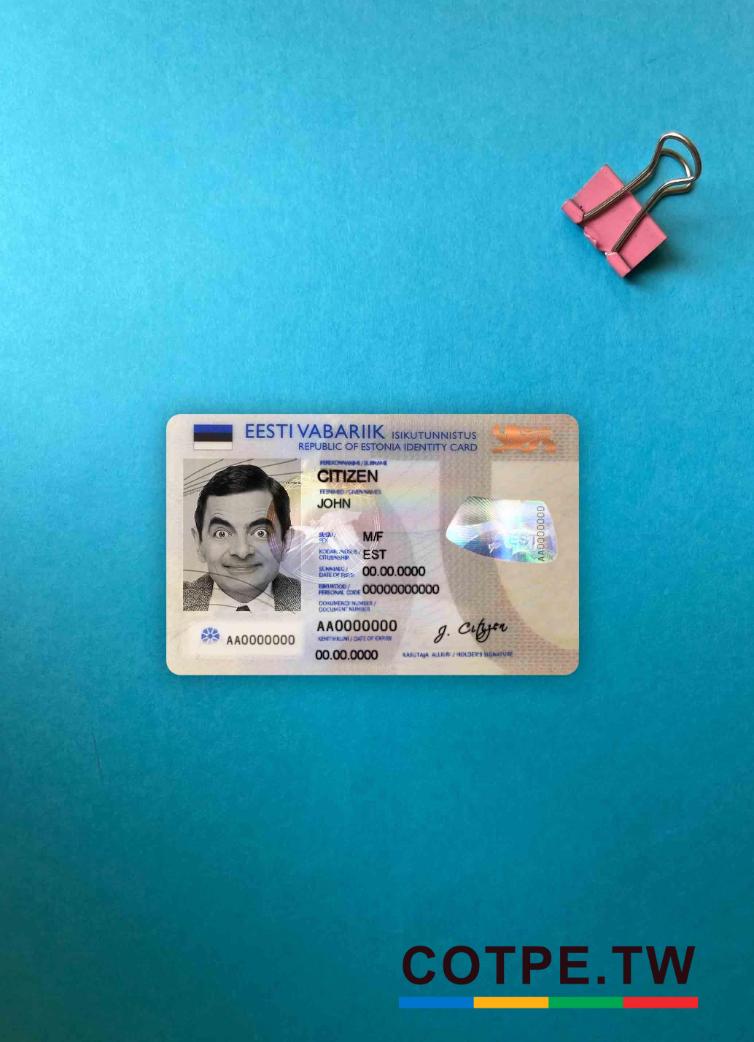 EESTI VABARIIK ISIKUTUNNISTUS
REPUBLIC OF ESTONIA IDENTITY CARD
PEREKONNANIMI / SURNAME
CITIZEN
EESNIMED / GIVEN NAMES
JOHN
SUGU / SEX
M/F
KODAKONDSUS / CITIZENSHIP
EST
SÜNNIAEG / DATE OF BIRTH
00.00.0000
ISIKUKOOD / PERSONAL CODE
00000000000
DOKUMENDI NUMBER / DOCUMENT NUMBER
AA0000000
KEHTIV KUNI / DATE OF EXPIRY
00.00.0000
AA0000000
AA0000000
J. Citizen
KASUTAJA ALLKIRI / HOLDER'S SIGNATURE
COTPE.TW